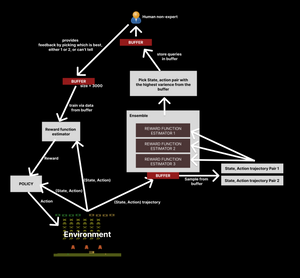 Human non-expert
provides
feedback by picking which is best,
either 1 or 2, or can't tell
BUFFER
store queries
in buffer
BUFFER
size = 3000
Pick State, action pair with
the highest variance from the
buffer
train via data
from buffer
Ensemble
REWARD FUNCTION
ESTIMATOR 1
REWARD FUNCTION
ESTIMATOR 2
REWARD FUNCTION
ESTIMATOR 3
Reward function
estimator
Reward
(State, Action)
(State, Action)
BUFFER
Sample from
buffer
State, Action trajectory Pair 1
State, Action trajectory Pair 2
POLICY
Action
(State, Action) trajectory
Environment